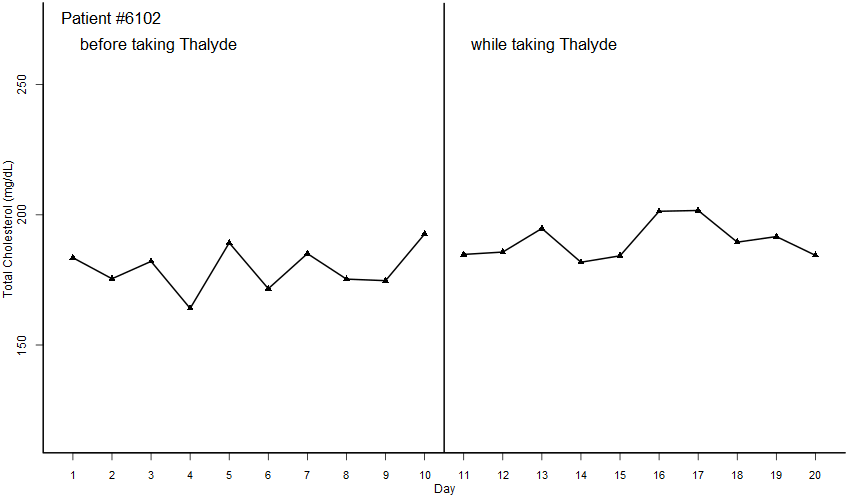 Patient #6102
before taking Thalyde
while taking Thalyde
Total Cholesterol (mg/dL)
250
200
150
1 2 3 4 5 6 7 8 9 10 11 12 13 14 15 16 17 18 19 20
Day